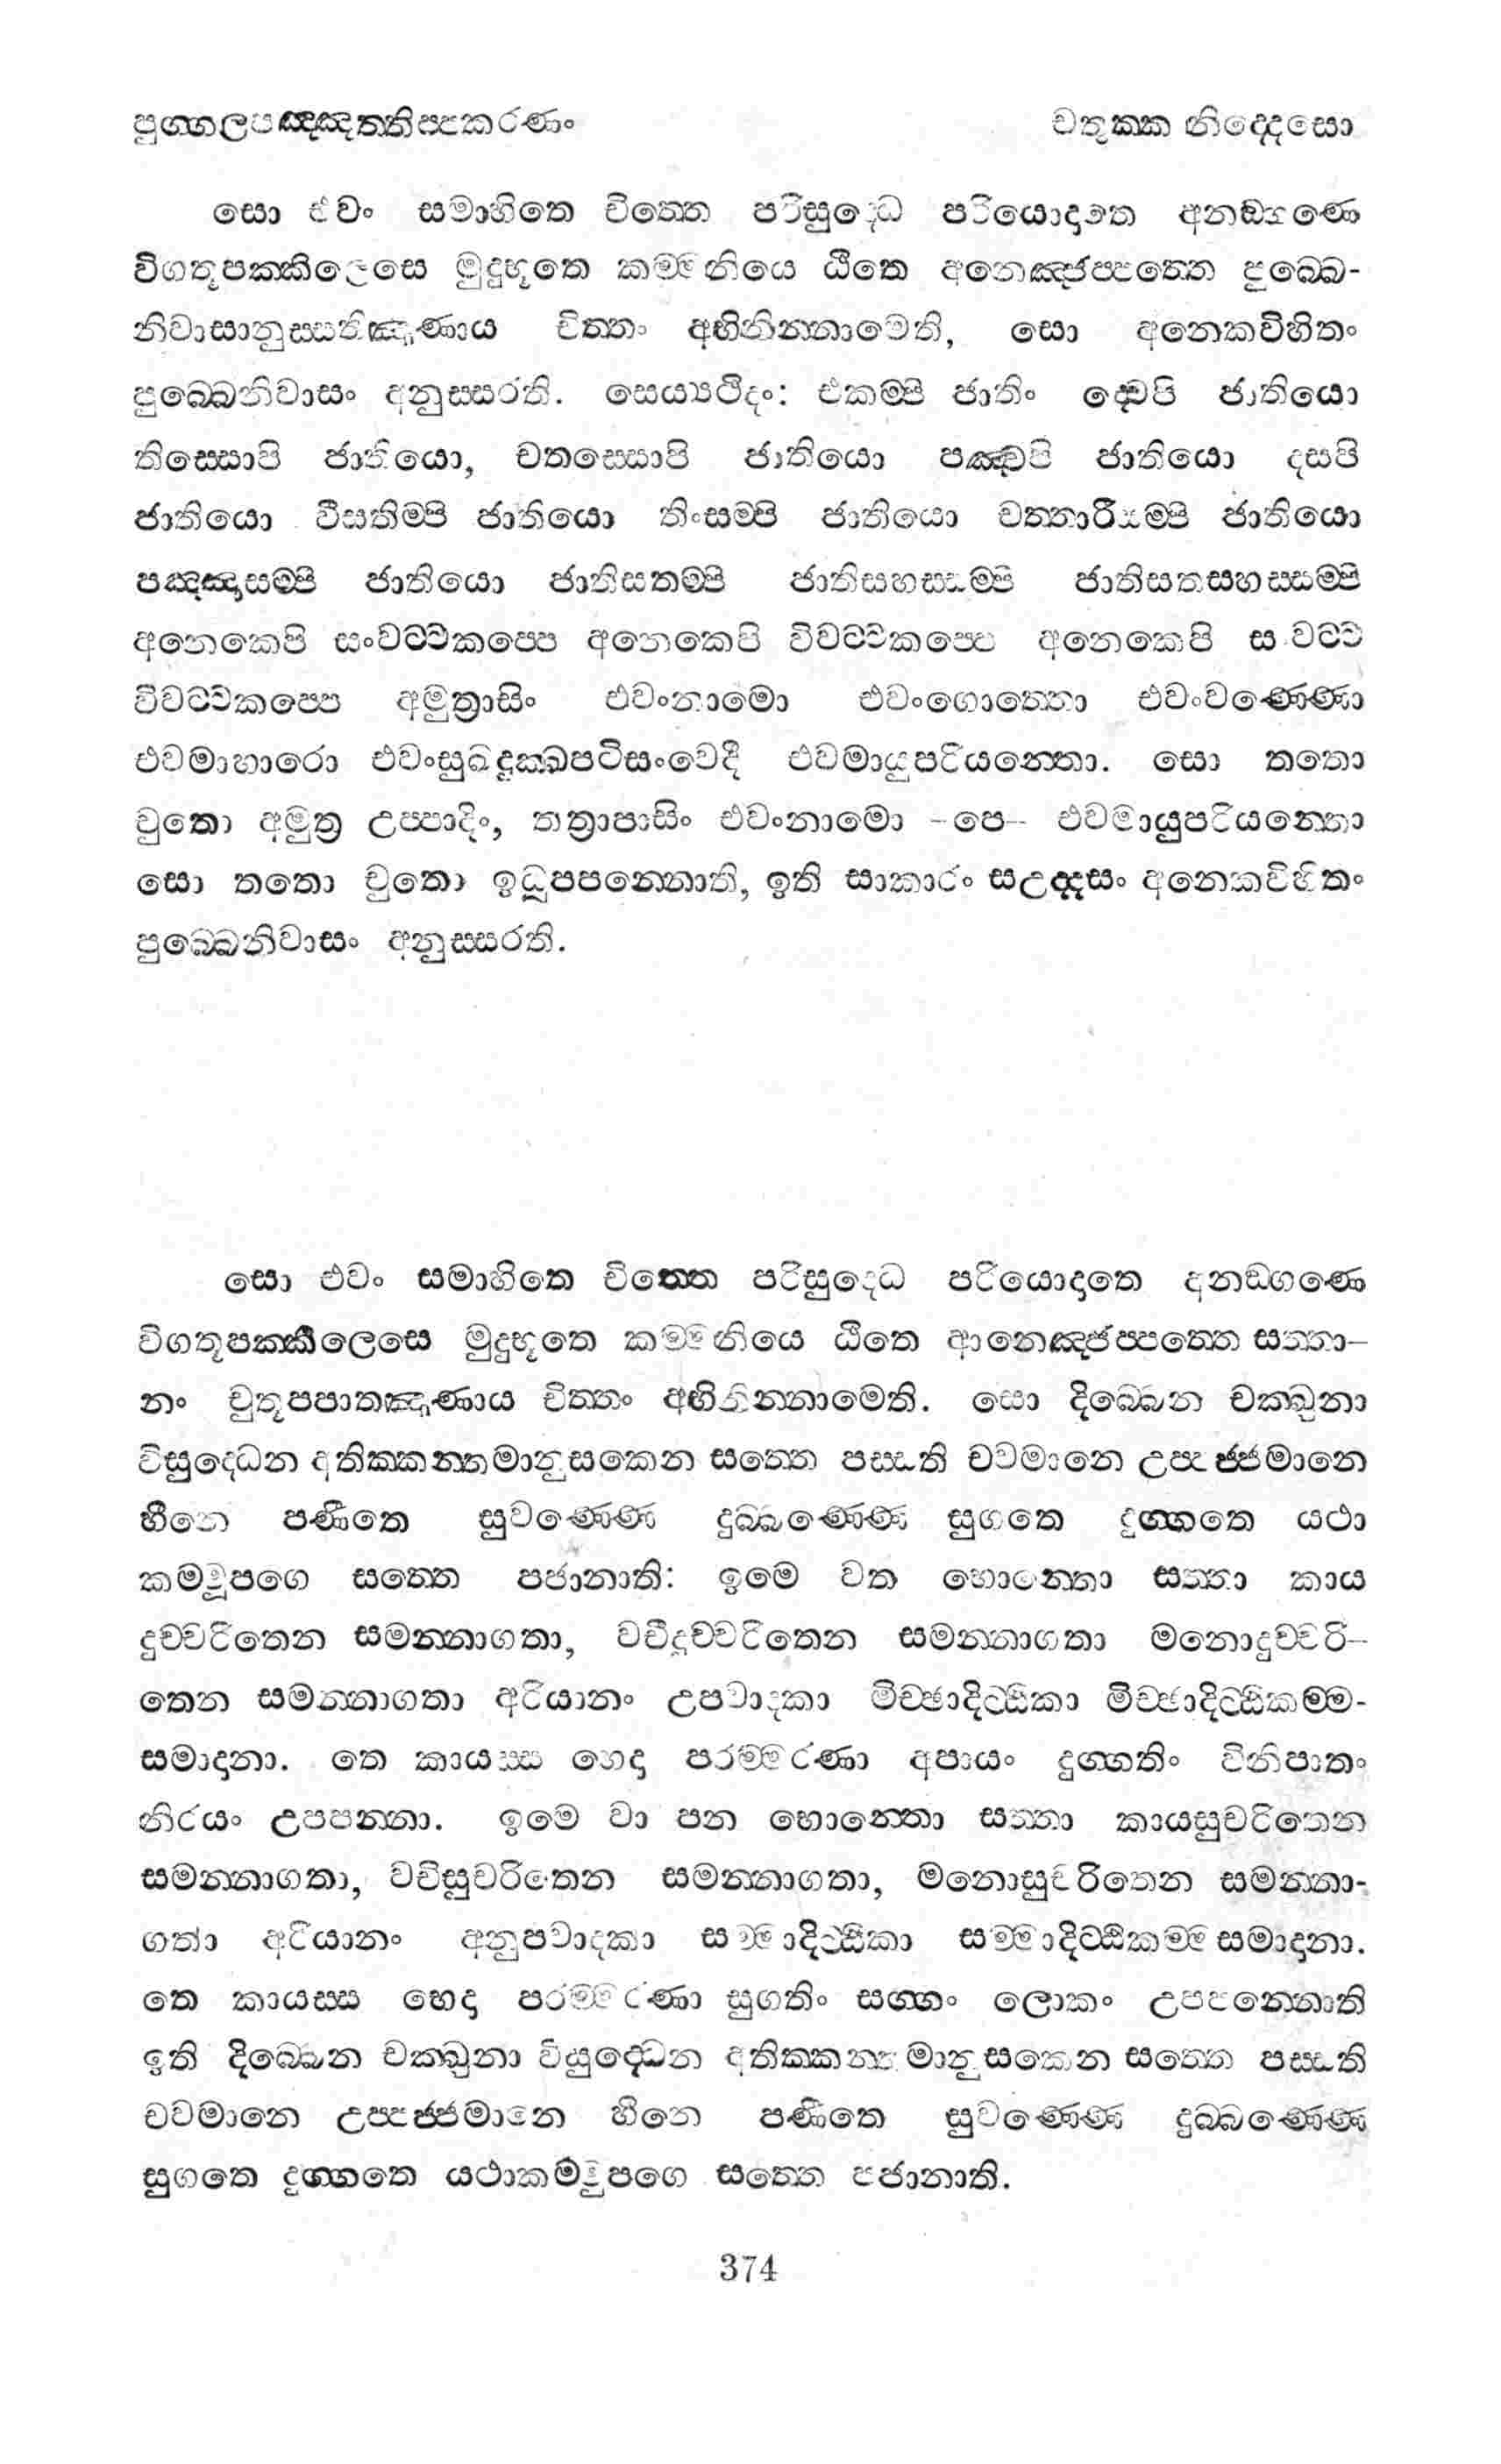 පුග්ගලපඤ්ඤත්තිප්පකරණං චතුක්ක නිද්දෙසො
සො එවං සමාහිතෙ චිත්තෙ පරිසුද්ධෙ පරියොදාතෙ අනඞ්ගණෙ
විගතූපක්කිලෙසෙ මුදුභූතෙ කම්මනියෙ ඨිතෙ අනෙඤ්ජප්පත්තෙ පුබ්බෙ-
නිවාසානුස්සතිඤාණාය චිත්තං අභිනින්නාමෙති, සො අනෙකවිහිතං
පුබ්බෙනිවාසං අනුස්සරති. සෙය්‍යථිදං: එකම්පි ජාතිං ද්වෙපි ජාතියො
තිස්සොපි ජාතියො, චතස්සොපි ජාතියො පඤ්චපි ජාතියො දසපි
ජාතියො වීසතිම්පි ජාතියො තිංසම්පි ජාතියො චත්තාරීසම්පි ජාතියො
පඤ්ඤාසම්පි ජාතියො ජාතිසතම්පි ජාතිසහස්සම්පි ජාතිසතසහස්සම්පි
අනෙකෙපි සංවට්ටකප්පෙ අනෙකෙපි විවට්ටකප්පෙ අනෙකෙපි සංවට්ට
විවට්ටකප්පෙ අමුත්‍රාසිං එවංනාමො එවංගොත්තො එවංවණ්ණො
එවමාහාරො එවංසුඛදුක්ඛපටිසංවෙදී එවමායුපරියන්තො. සො තතො
චුතො අමුත්‍ර උප්පාදිං, තත්‍රාපාසිං එවංනාමො -පෙ- එවමායුපරියන්තො
සො තතො චුතො ඉධූපපන්නොති, ඉති සාකාරං සඋද්දසං අනෙකවිහිතං
පුබ්බෙනිවාසං අනුස්සරති.
සො එවං සමාහිතෙ චිත්තෙ පරිසුද්ධෙ පරියොදාතෙ අනඞ්ගණෙ
විගතූපක්කීලෙසෙ මුදුභූතෙ කම්මනියෙ ඨිතෙ ආනෙඤ්ජප්පත්තෙ සත්තා-
නං චුතූපපාතඤාණාය චිත්තං අභිනින්නාමෙති. සො දිබ්බෙන චක්ඛුනා
විසුද්ධෙන අතික්කන්තමානුසකෙන සත්තෙ පස්සති චවමානෙ උප්පජ්ජමානෙ
හීනෙ පණීතෙ සුවණ්ණෙ දුබ්බණ්ණෙ සුගතෙ දුග්ගතෙ යථා
කම්මූපගෙ සත්තෙ පජානාති: ඉමෙ වත භොන්තො සත්තා කාය
දුච්චරිතෙන සමන්නාගතා, වචීදුච්චරිතෙන සමන්නාගතා මනොදුච්චරි-
තෙන සමන්නාගතා අරියානං උපවාදකා මිච්ඡාදිට්ඨිකා මිච්ඡාදිට්ඨිකම්ම-
සමාදානා. තෙ කායස්ස භෙදා පරම්මරණා අපායං දුග්ගතිං විනිපාතං
නිරයං උපපන්නා. ඉමෙ වා පන භොන්තො සත්තා කායසුචරිතෙන
සමන්නාගතා, වචිසුචරිතෙන සමන්නාගතා, මනොසුචරිතෙන සමන්නා-
ගතා අරියානං අනුපවාදකා සම්මාදිට්ඨිකා සම්මාදිට්ඨිකම්මසමාදානා.
තෙ කායස්ස භෙදා පරම්මරණා සුගතිං සග්ගං ලොකං උපපන්නොති
ඉති දිබ්බෙන චක්ඛුනා විසුද්ධෙන අතික්කන්තමානුසකෙන සත්තෙ පස්සති
චවමානෙ උප්පජ්ජමානෙ හීනෙ පණීතෙ සුවණ්ණෙ දුබ්බණ්ණෙ
සුගතෙ දුග්ගතෙ යථාකම්මුපගෙ සත්තෙ පජානාති.
374